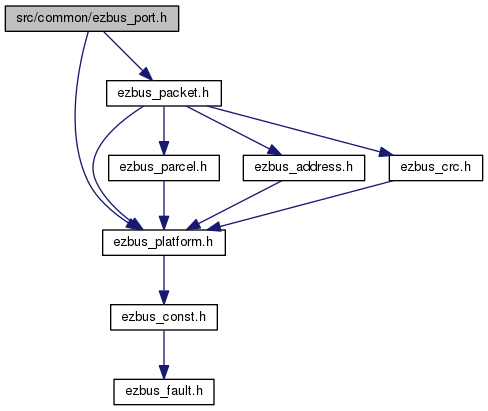 src/common/ezbus_port.h
ezbus_packet.h
ezbus_parcel.h
ezbus_address.h
ezbus_crc.h
ezbus_platform.h
ezbus_const.h
ezbus_fault.h